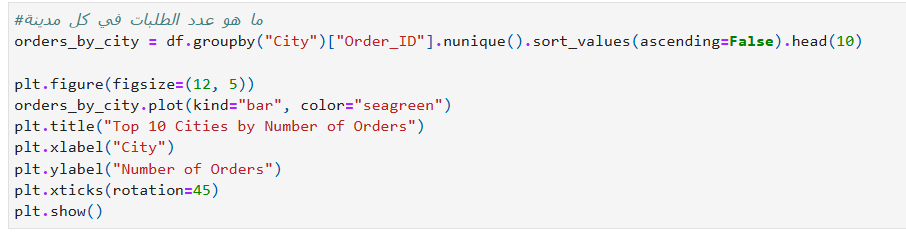 #ما هو عدد الطلبات في كل مدينة
orders_by_city = df.groupby("City")["Order_ID"].nunique().sort_values(ascending=False).head(10)
plt.figure(figsize=(12, 5))
orders_by_city.plot(kind="bar", color="seagreen")
plt.title("Top 10 Cities by Number of Orders")
plt.xlabel("City")
plt.ylabel("Number of Orders")
plt.xticks(rotation=45)
plt.show()